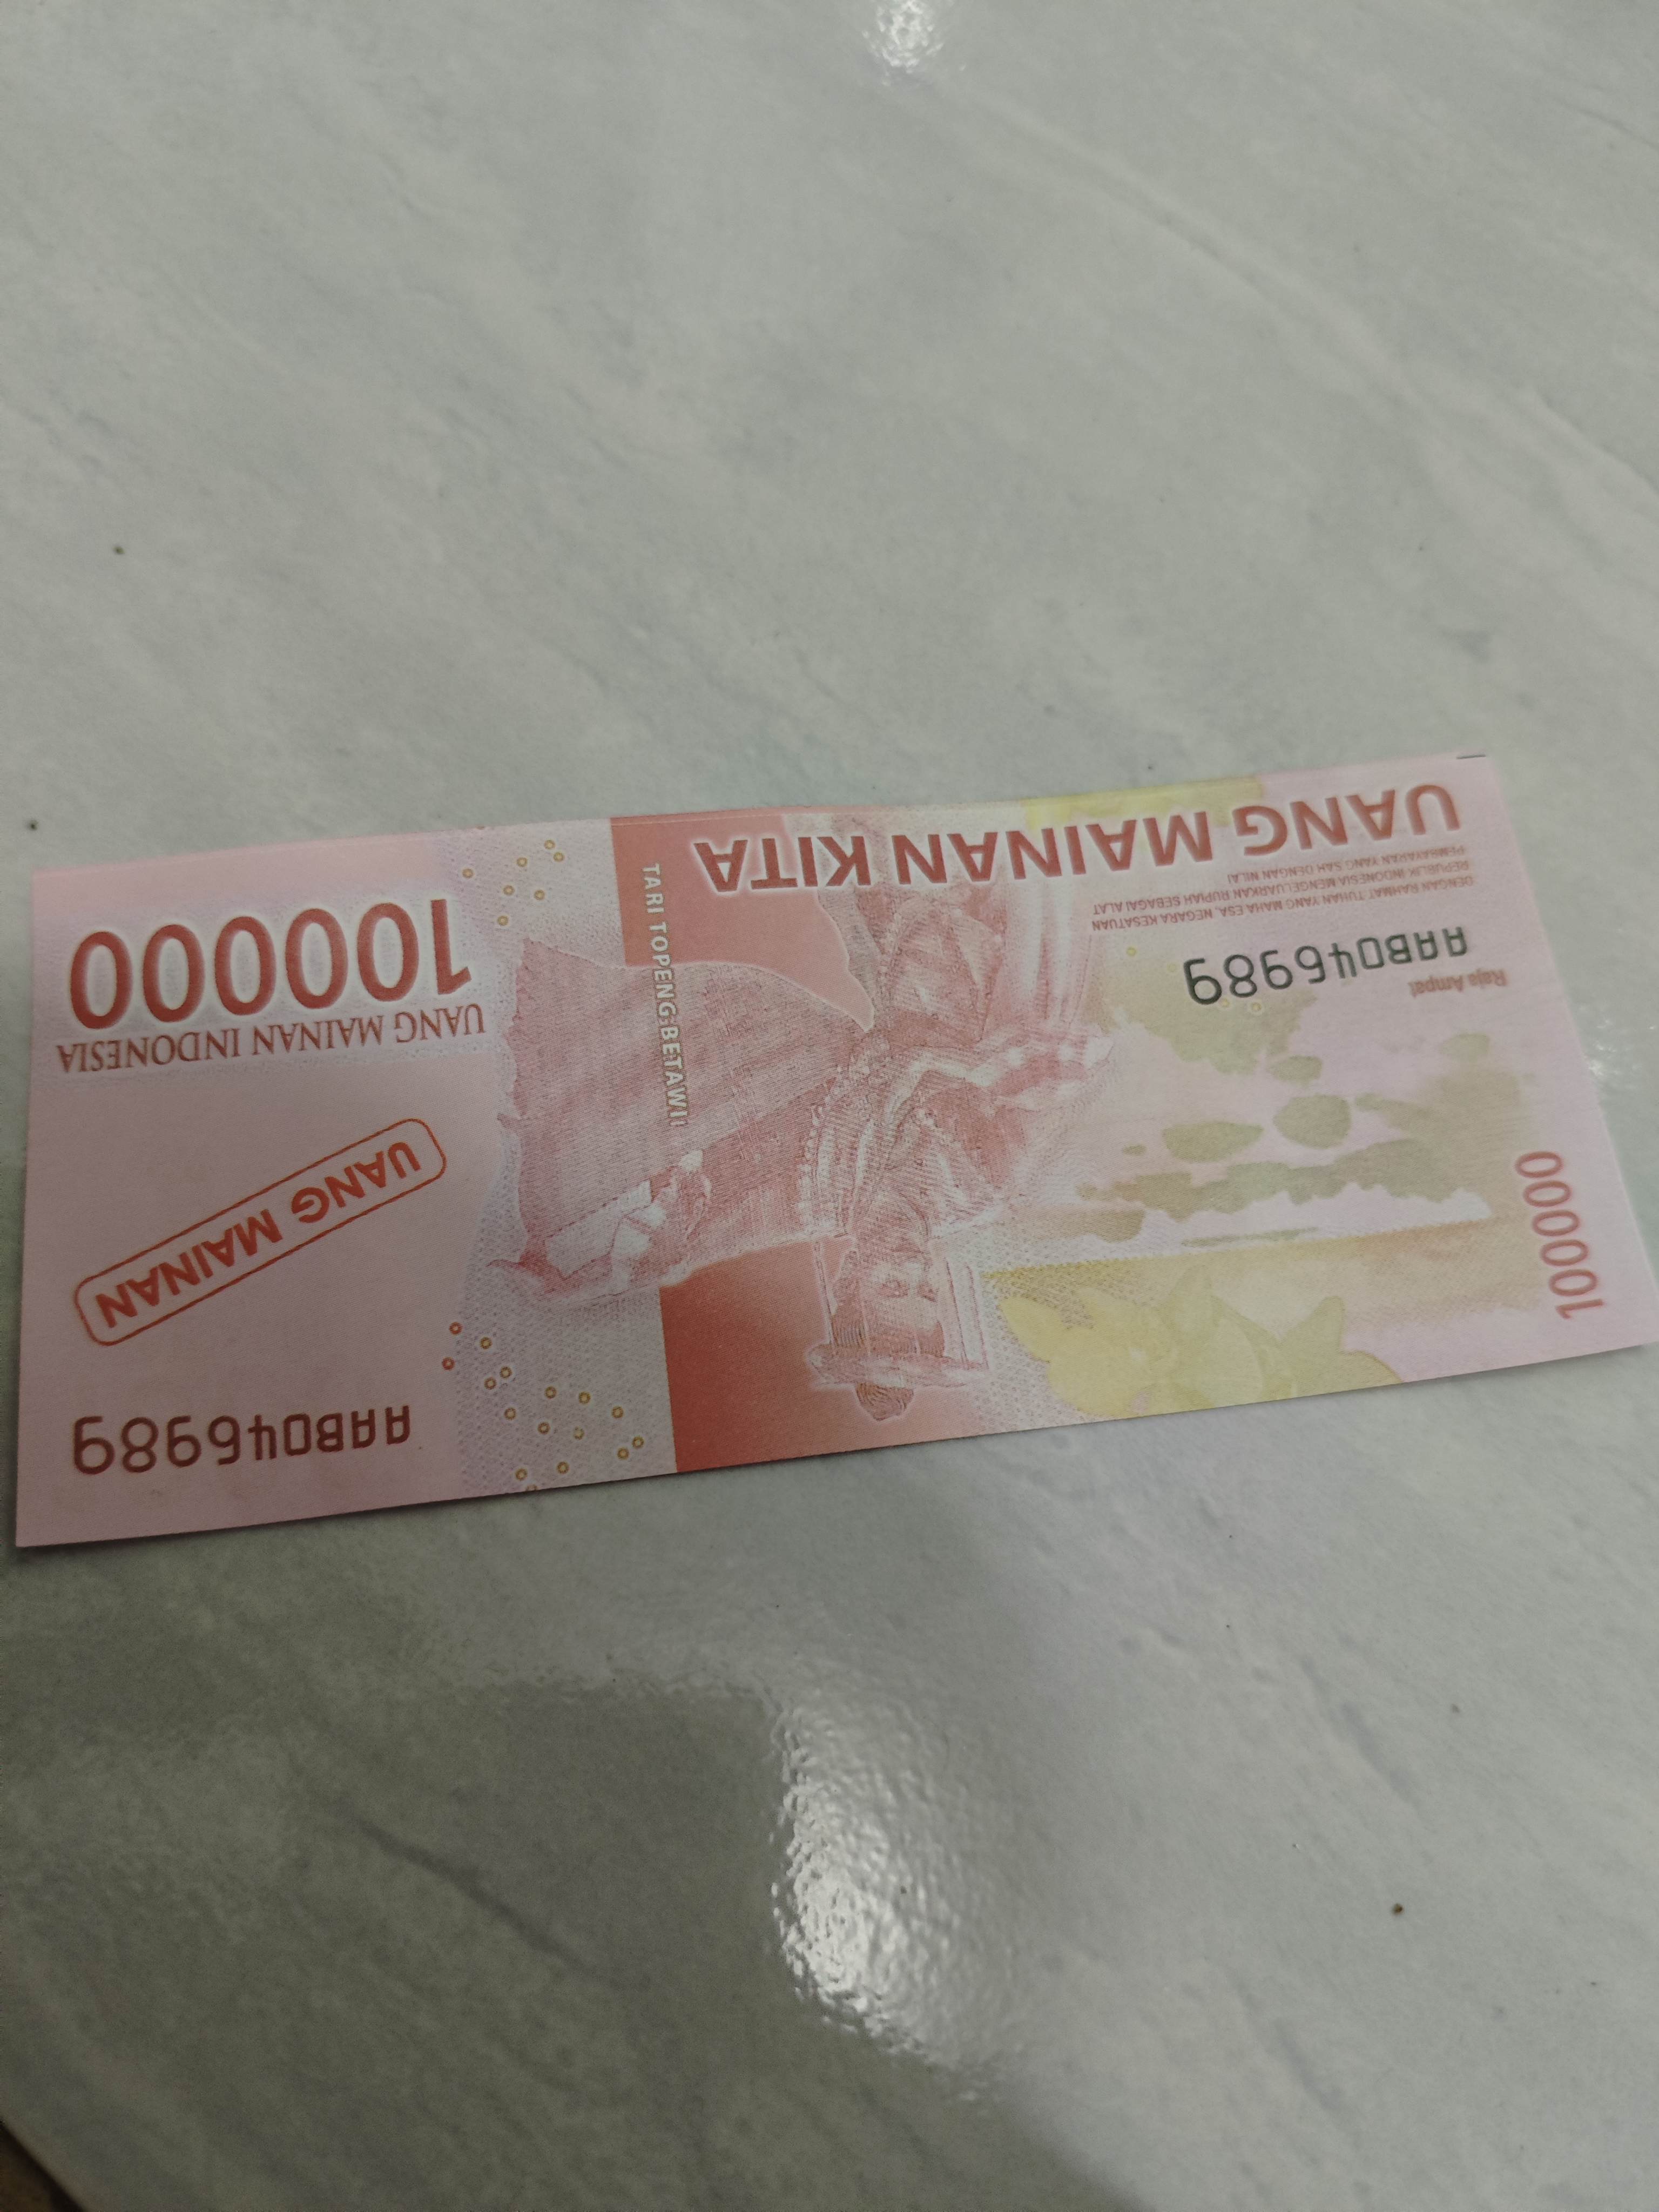 100000
Raja Ampat
AAB046989
DENGAN RAHMAT TUHAN YANG MAHA ESA, NEGARA KESATUAN
REPUBLIK INDONESIA MENGELUARKAN RUPIAH SEBAGAI ALAT
PEMBAYARAN YANG SAH DENGAN NILAI
UANG MAINAN KITA
TARI TOPENG BETAWI
AAB046989
UANG MAINAN
UANG MAINAN INDONESIA
100000